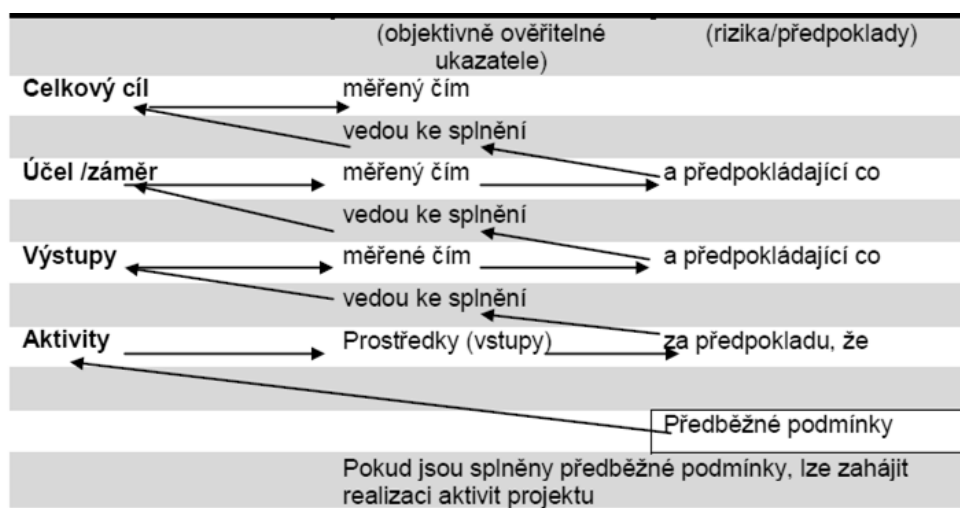 (objektivně ověřitelné
ukazatele)
(rizika/předpoklady)
Celkový cíl
měřený čím
vedou ke splnění
Účel /záměr
měřený čím
a předpokládající co
vedou ke splnění
Výstupy
měřené čím
a předpokládající co
vedou ke splnění
Aktivity
Prostředky (vstupy)
za předpokladu, že
Předběžné podmínky
Pokud jsou splněny předběžné podmínky, lze zahájit
realizaci aktivit projektu